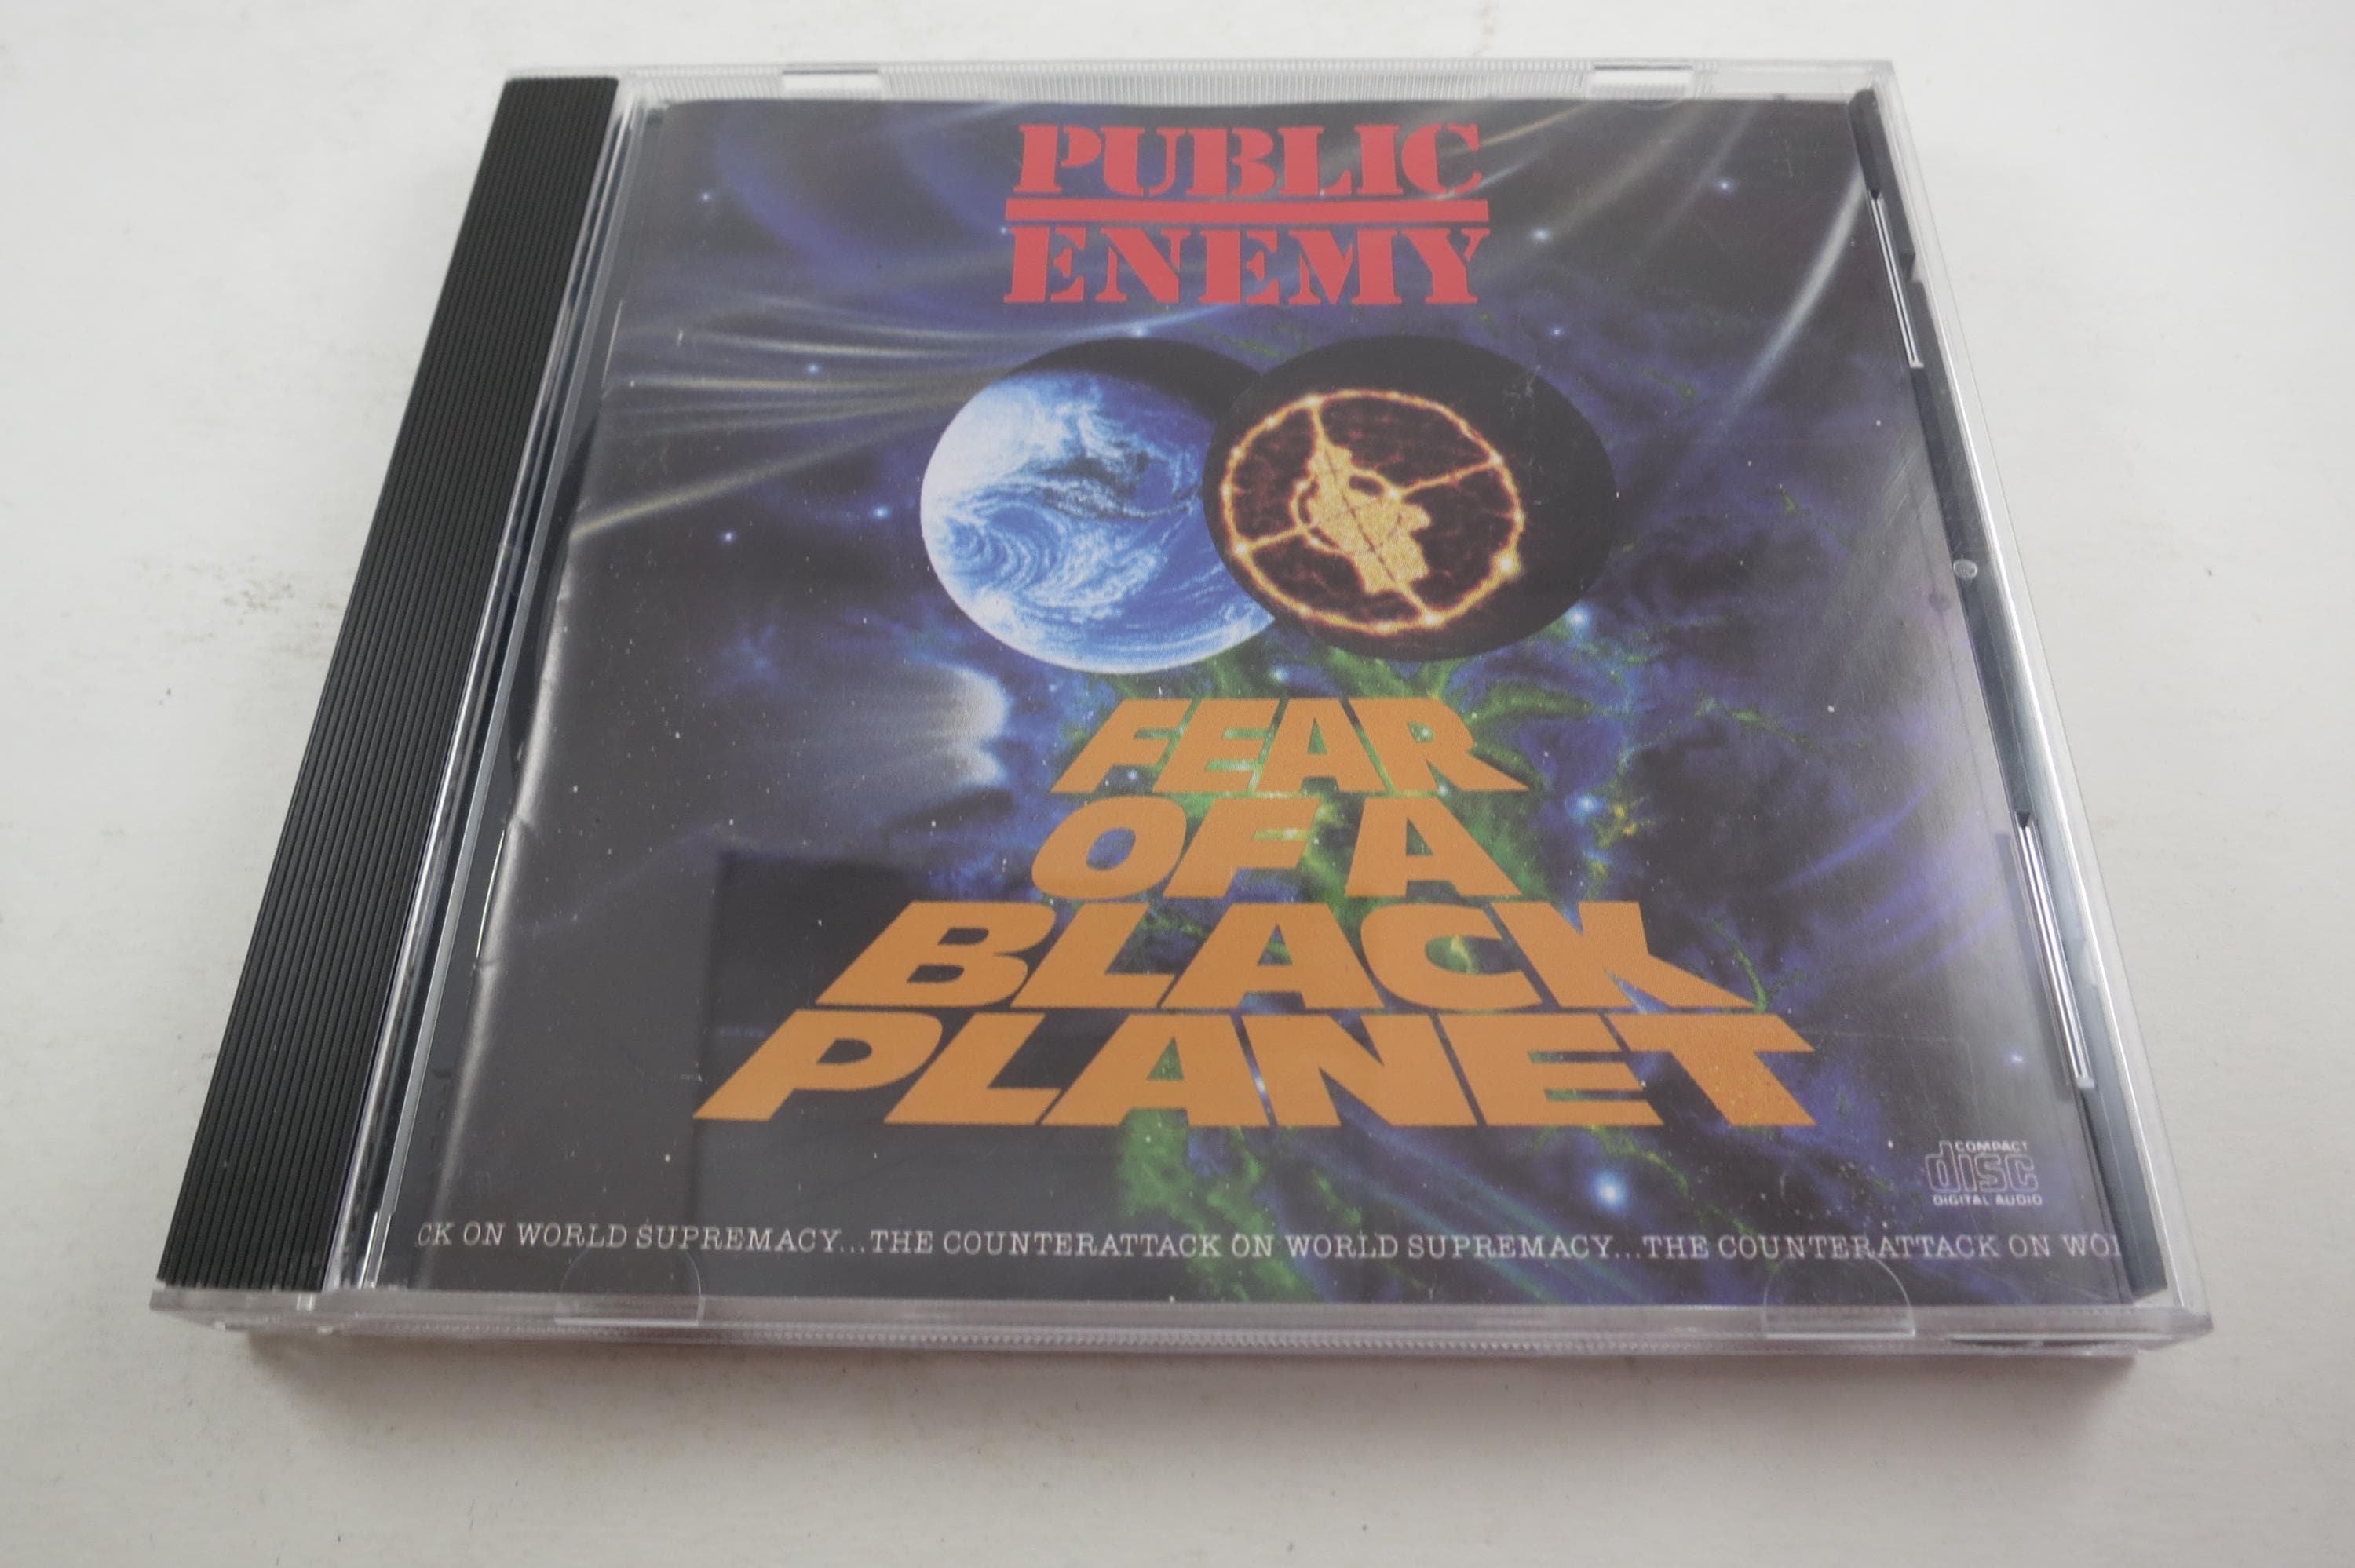 PUBLIC
ENEMY
FEAR
OF A
BLACK
PLANET
COMPACT
disc
DIGITAL AUDIO
CK ON WORLD SUPREMACY...THE COUNTERATTACK ON WORLD SUPREMACY...THE COUNTERATTACK ON WO